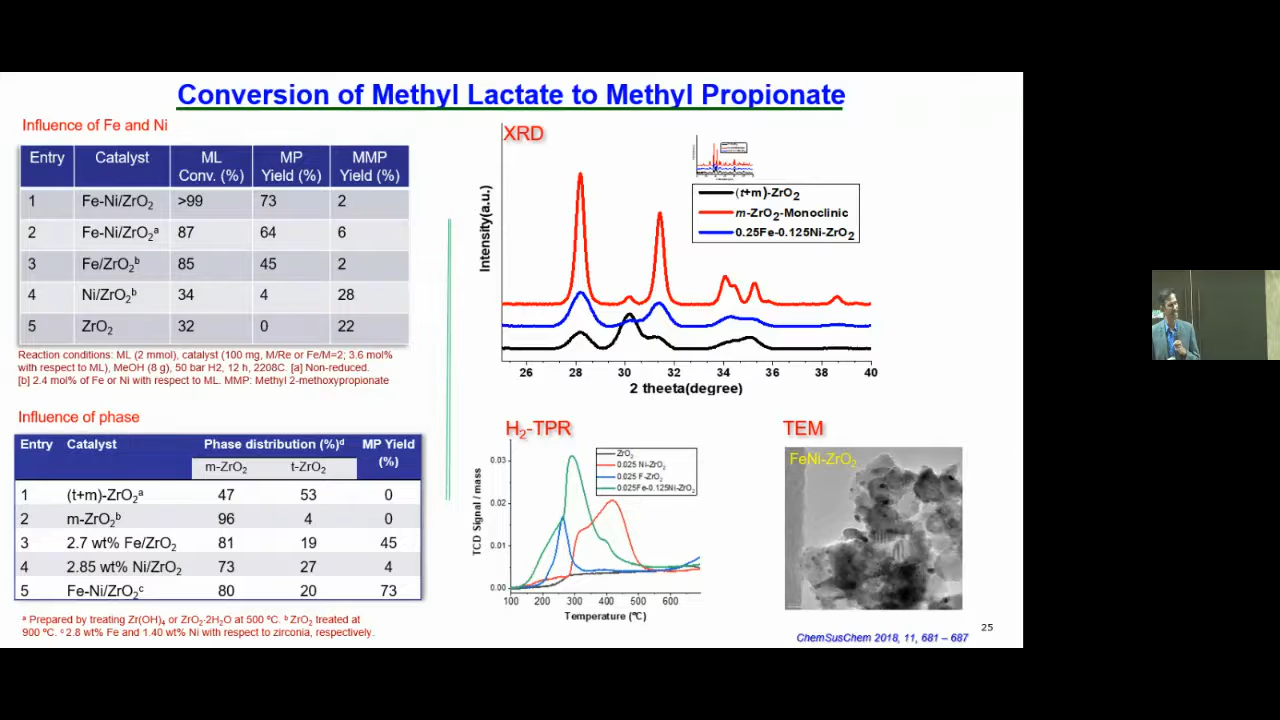 Conversion of Methyl Lactate to Methyl Propionate
Influence of Fe and Ni
Entry Catalyst ML Conv. (%) MP Yield (%) MMP Yield (%)
1 Fe-Ni/ZrO₂ >99 73 2
2 Fe-Ni/ZrO₂ᵃ 87 64 6
3 Fe/ZrO₂ᵇ 85 45 2
4 Ni/ZrO₂ᵇ 34 4 28
5 ZrO₂ 32 0 22
Reaction conditions: ML (2 mmol), catalyst (100 mg, M/Re or Fe/M=2; 3.6 mol%
with respect to ML), MeOH (8 g), 50 bar H2, 12 h, 2208C. [a] Non-reduced.
[b] 2.4 mol% of Fe or Ni with respect to ML. MMP: Methyl 2-methoxypropionate
Influence of phase
Entry Catalyst Phase distribution (%)ᵈ MP Yield (%)
m-ZrO₂ t-ZrO₂
1 (t+m)-ZrO₂ᵃ 47 53 0
2 m-ZrO₂ᵇ 96 4 0
3 2.7 wt% Fe/ZrO₂ 81 19 45
4 2.85 wt% Ni/ZrO₂ 73 27 4
5 Fe-Ni/ZrO₂ᶜ 80 20 73
ᵃ Prepared by treating Zr(OH)₄ or ZrO₂·2H₂O at 500 ºC. ᵇ ZrO₂ treated at
900 ºC. ᶜ 2.8 wt% Fe and 1.40 wt% Ni with respect to zirconia, respectively.
XRD
Intensity(a.u.)
(t+m)-ZrO₂
m-ZrO₂-Monoclinic
0.25Fe-0.125Ni-ZrO₂
26 28 30 32 34 36 38 40
2 theeta(degree)
H₂-TPR
TCD Signal / mass
0.03
0.02
0.01
0.00
ZrO₂
0.025 Ni-ZrO₂
0.025 F-ZrO₂
0.025Fe-0.125Ni-ZrO₂
100 200 300 400 500 600
Temperature (ºC)
TEM
FeNi-ZrO₂
ChemSusChem 2018, 11, 681 – 687
25